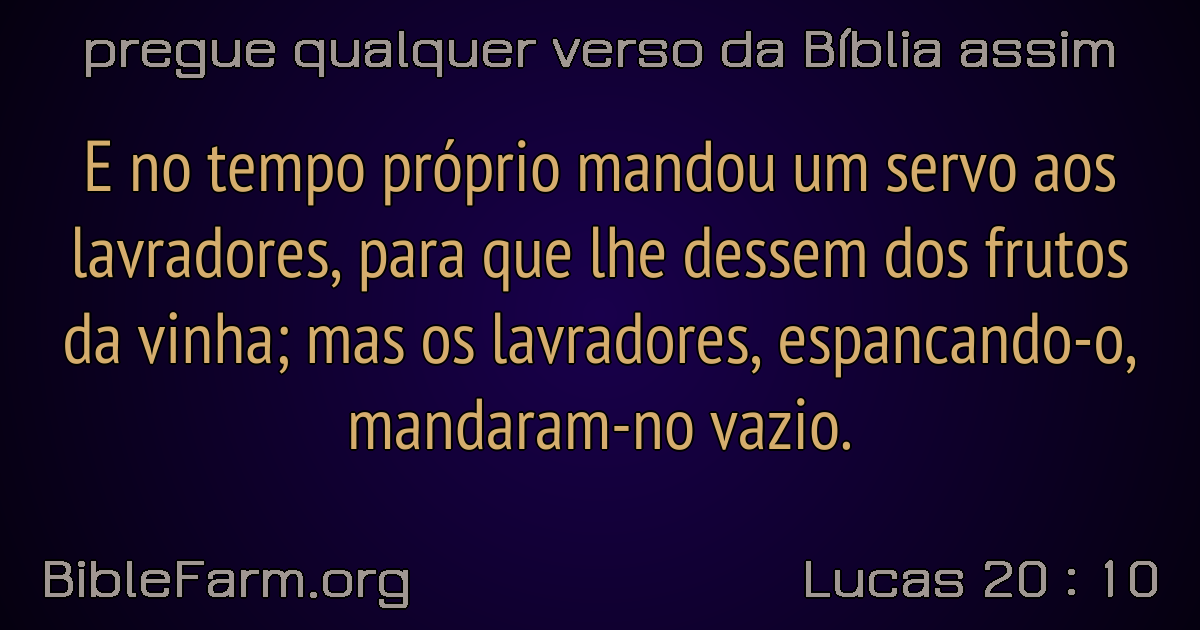 pregue qualquer verso da Bíblia assim
E no tempo próprio mandou um servo aos
lavradores, para que lhe dessem dos frutos
da vinha; mas os lavradores, espancando-o,
mandaram-no vazio.
BibleFarm.org
Lucas 20 : 10